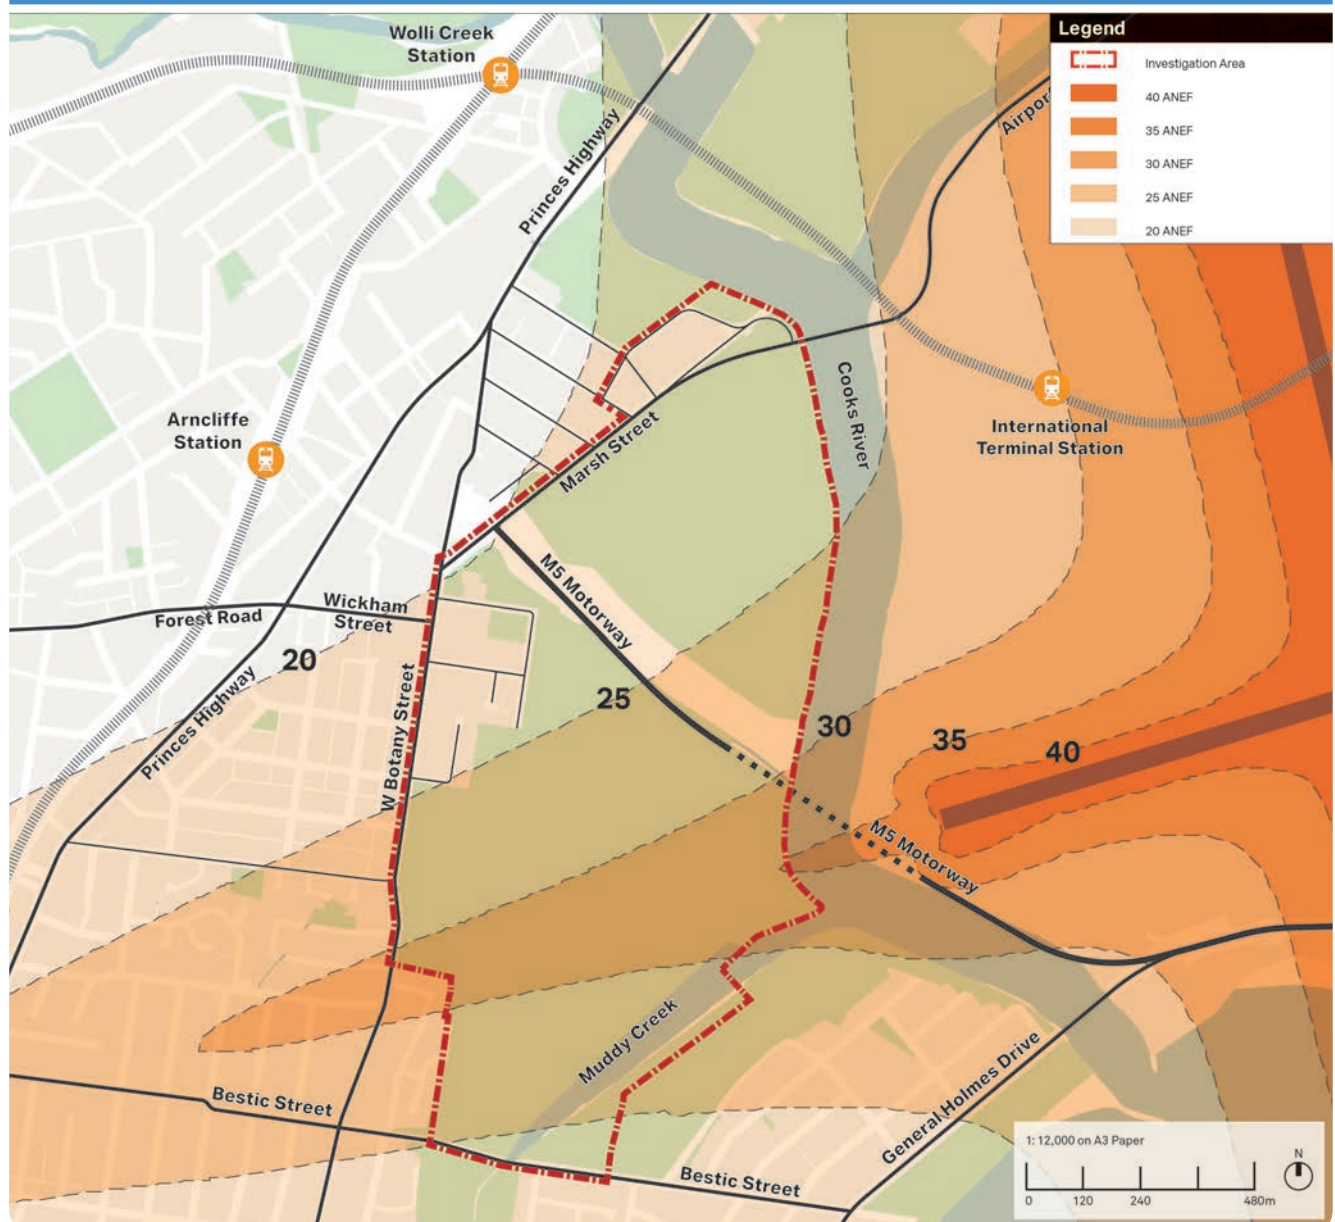 Wolli Creek
Station
Legend
Investigation Area
40 ANEF
35 ANEF
30 ANEF
25 ANEF
20 ANEF
Princes Highway
Arncliffe
Station
Cooks River
International
Terminal Station
Marsh Street
M5 Motorway
Wickham
Street
Forest Road
20
25
30
35
40
Princes Highway
W Botany Street
M5 Motorway
Muddy Creek
General Holmes Drive
Bestic Street
Bestic Street
1: 12,000 on A3 Paper
N
0 120 240 480m